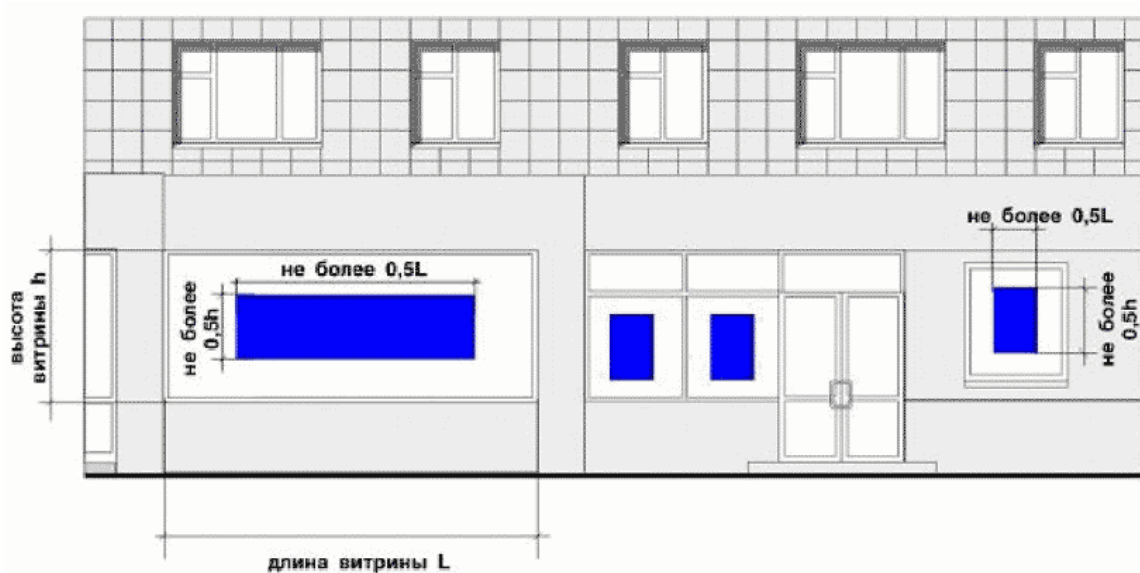 не более 0,5L
не более 0,5L
не более
0,5h
не более
0,5h
высота
витрины h
длина витрины L